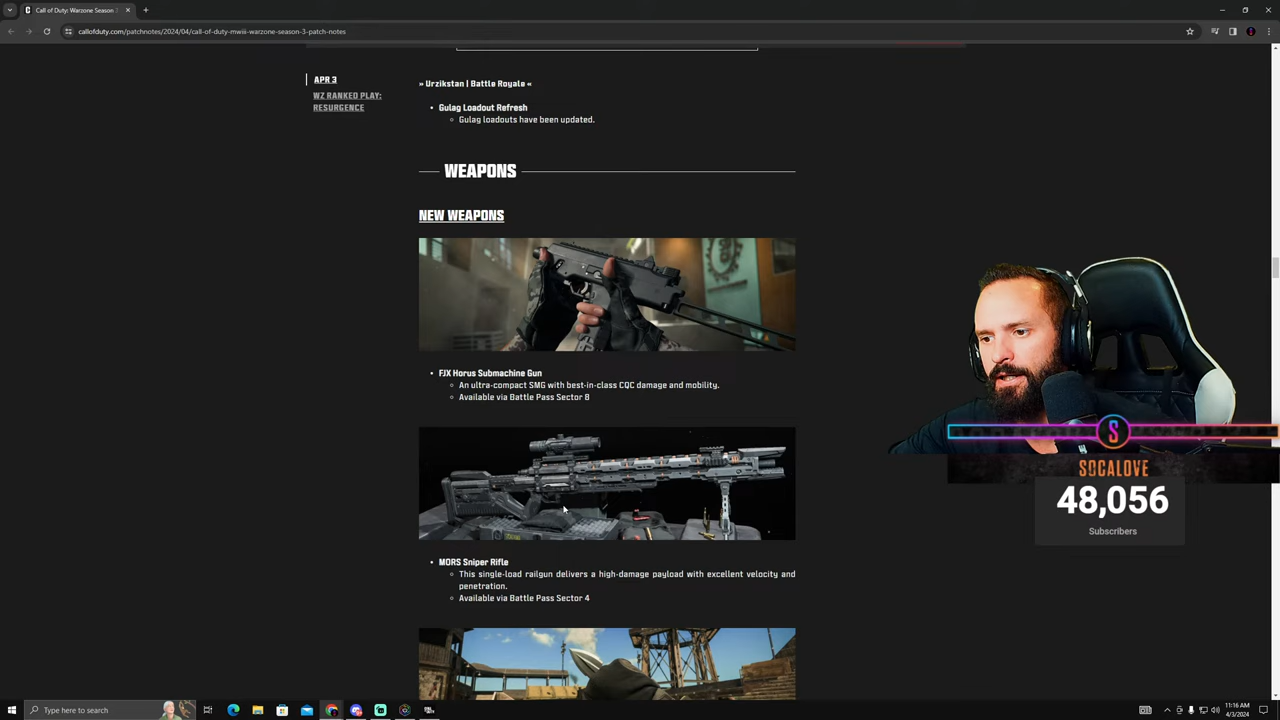 Call of Duty: Warzone Season 3
callofduty.com/patchnotes/2024/04/call-of-duty-mwiii-warzone-season-3-patch-notes
APR 3
WZ RANKED PLAY:
RESURGENCE
» Urzikstan | Battle Royale «
Gulag Loadout Refresh
Gulag loadouts have been updated.
WEAPONS
NEW WEAPONS
FJX Horus Submachine Gun
An ultra-compact SMG with best-in-class CQC damage and mobility.
Available via Battle Pass Sector 8
MORS Sniper Rifle
This single-load railgun delivers a high-damage payload with excellent velocity and
penetration.
Available via Battle Pass Sector 4
S
SOCALOVE
48,056
Subscribers
Type here to search
11:16 AM
4/3/2024